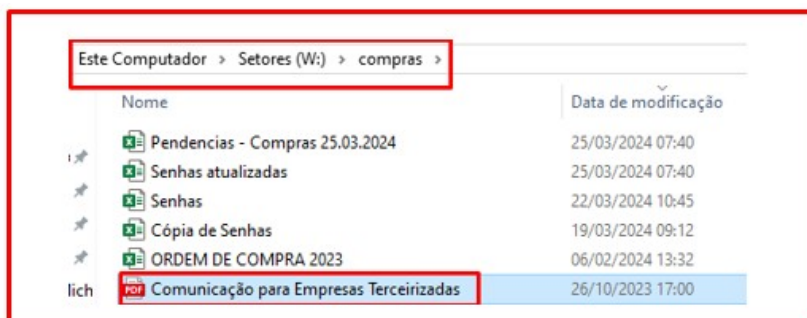 Este Computador > Setores (W:) > compras >
Nome Data de modificação
Pendencias - Compras 25.03.2024 25/03/2024 07:40
Senhas atualizadas 25/03/2024 07:40
Senhas 22/03/2024 10:45
Cópia de Senhas 19/03/2024 09:12
ORDEM DE COMPRA 2023 06/02/2024 13:32
lich PDF Comunicação para Empresas Terceirizadas 26/10/2023 17:00